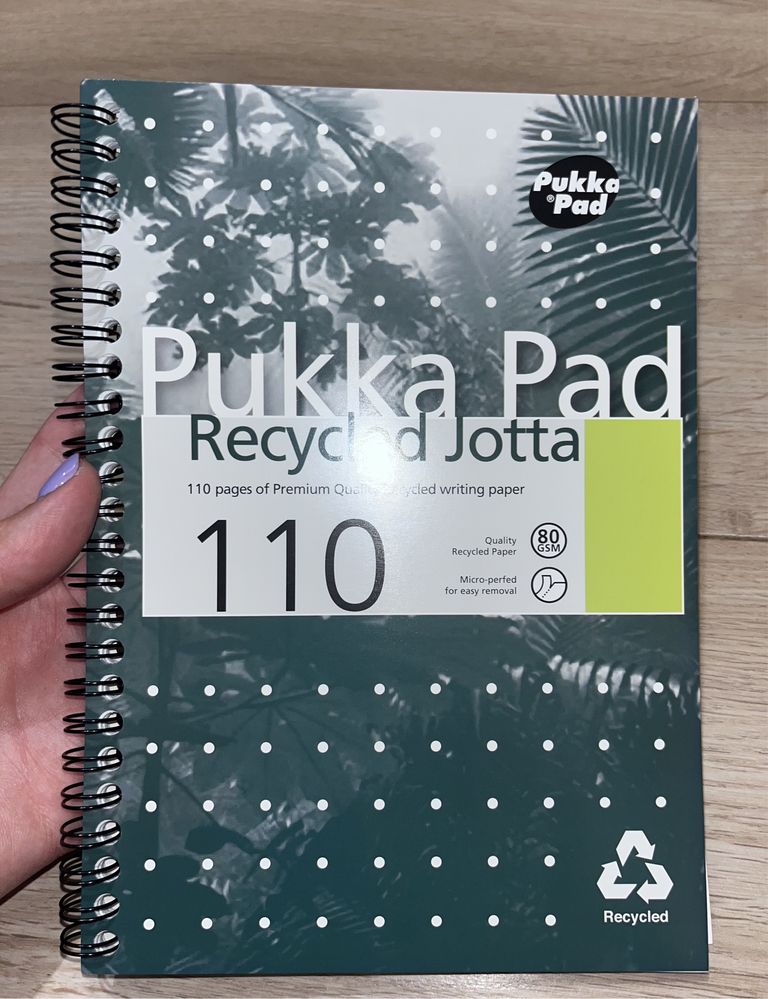 Pukka
®Pad
Pukka Pad
Recycled Jotta
110 pages of Premium Quality Recycled writing paper
110
Quality
Recycled Paper
80
GSM
Micro-perfed
for easy removal
Recycled